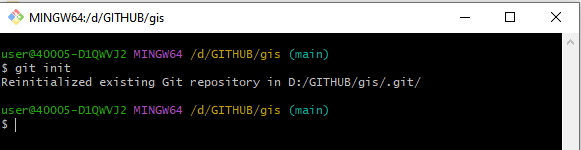 MINGW64:/d/GITHUB/gis
user@40005-D1QWVJ2 MINGW64 /d/GITHUB/gis (main)
$ git init
Reinitialized existing Git repository in D:/GITHUB/gis/.git/
user@40005-D1QWVJ2 MINGW64 /d/GITHUB/gis (main)
$